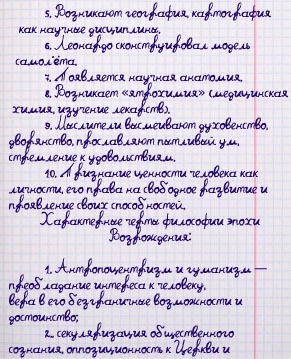 5. Возникают география, картография
как научные дисциплины.
6. Леонардо сконструировал модель
самолёта.
7. Появляется научная анатомия.
8. Возникает «ятрохимия» (медицинская
химия, изучение лекарств).
9. Мыслители высмеивают духовенство,
дворянство, прославляют пытливый ум,
стремление к удовольствиям.
10. Признание ценности человека как
личности, его права на свободное развитие и
проявление своих способностей.
Характерные черты философии эпохи
Возрождения:
1. Антропоцентризм и гуманизм —
преобладание интереса к человеку,
вера в его безграничные возможности и
достоинство;
2. секуляризация общественного
сознания, оппозиционность к Церкви и